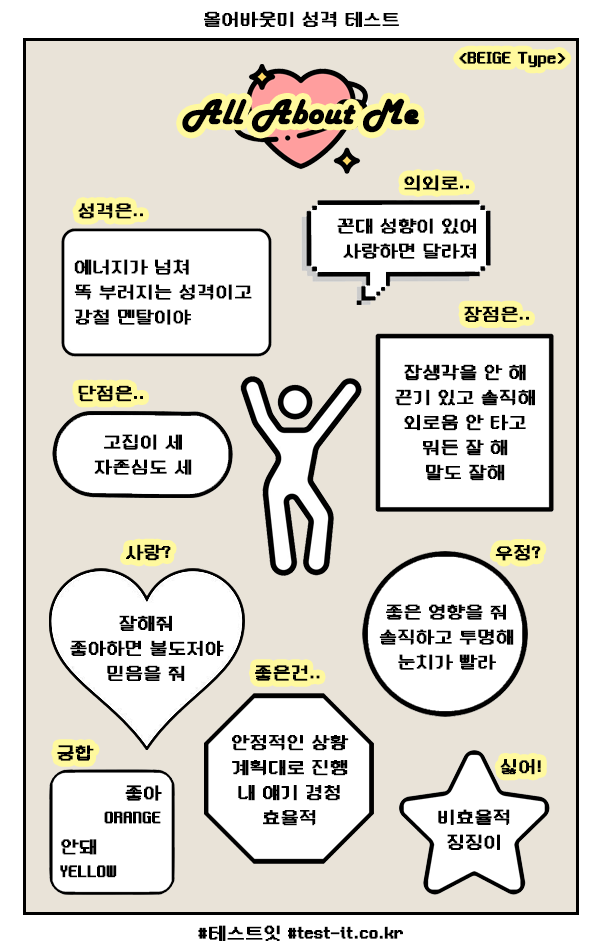 올어바웃미 성격 테스트
<BEIGE Type>
All About Me
의외로..
꼰대 성향이 있어
사랑하면 달라져
성격은..
에너지가 넘쳐
똑 부러지는 성격이고
강철 멘탈이야
장점은..
잡생각을 안 해
끈기 있고 솔직해
외로움 안 타고
뭐든 잘 해
말도 잘해
단점은..
고집이 세
자존심도 세
사랑?
잘해줘
좋아하면 불도저야
믿음을 줘
우정?
좋은 영향을 줘
솔직하고 투명해
눈치가 빨라
좋은건..
안정적인 상황
계획대로 진행
내 얘기 경청
효율적
궁합
좋아
ORANGE
안돼
YELLOW
싫어!
비효율적
징징이
#테스트잇 #test-it.co.kr